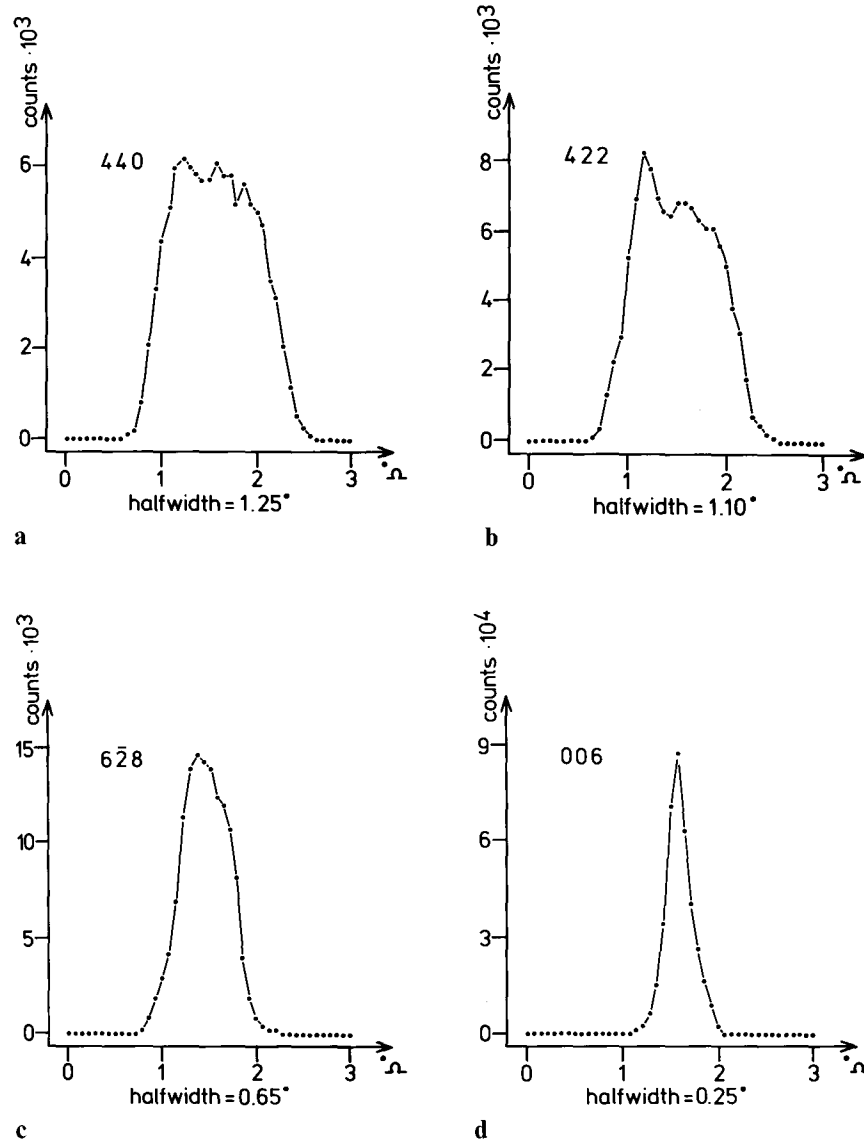 counts · 10³
440
6
4
2
0
0 1 2 3 °Ω
halfwidth = 1.25°
a
counts · 10³
422
8
6
4
2
0
0 1 2 3 °Ω
halfwidth = 1.10°
b
counts · 10³
62̄8
15
10
5
0
0 1 2 3 °Ω
halfwidth = 0.65°
c
counts · 10⁴
006
9
6
3
0
0 1 2 3 °Ω
halfwidth = 0.25°
d